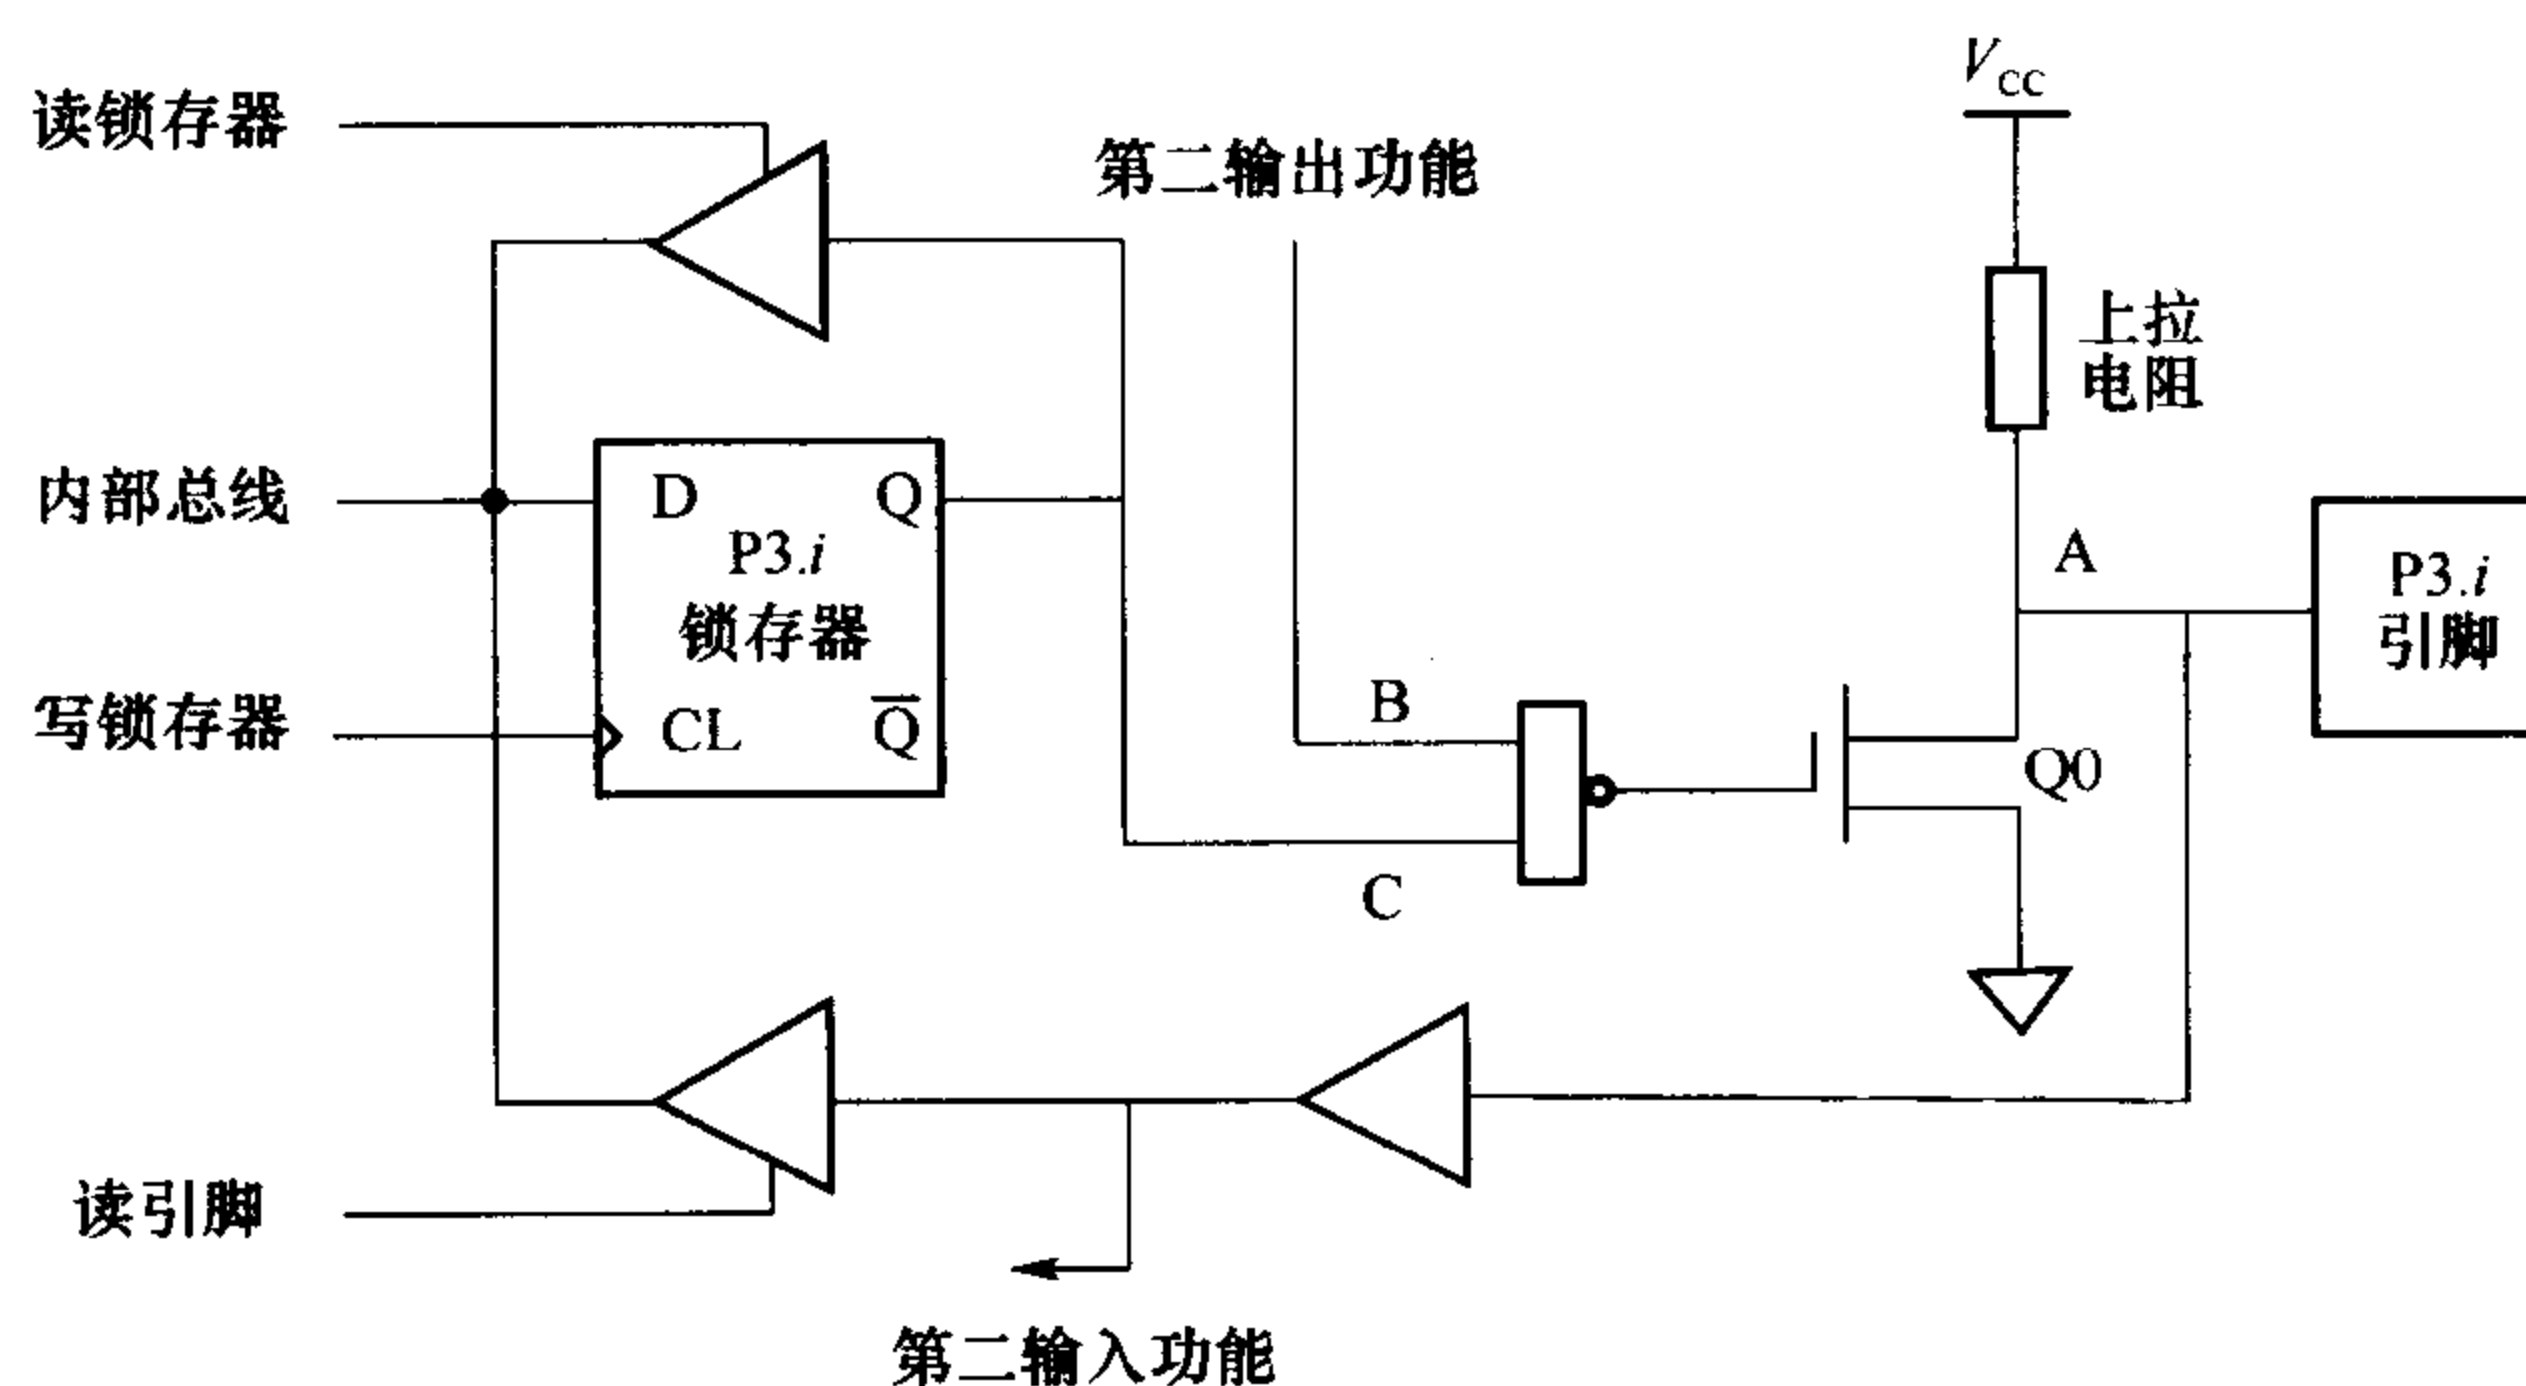 V_CC
读锁存器
第二输出功能
上拉
电阻
内部总线
D
Q
P3.i
锁存器
A
P3.i
引脚
写锁存器
CL
Q̅
B
Q0
C
读引脚
第二输入功能